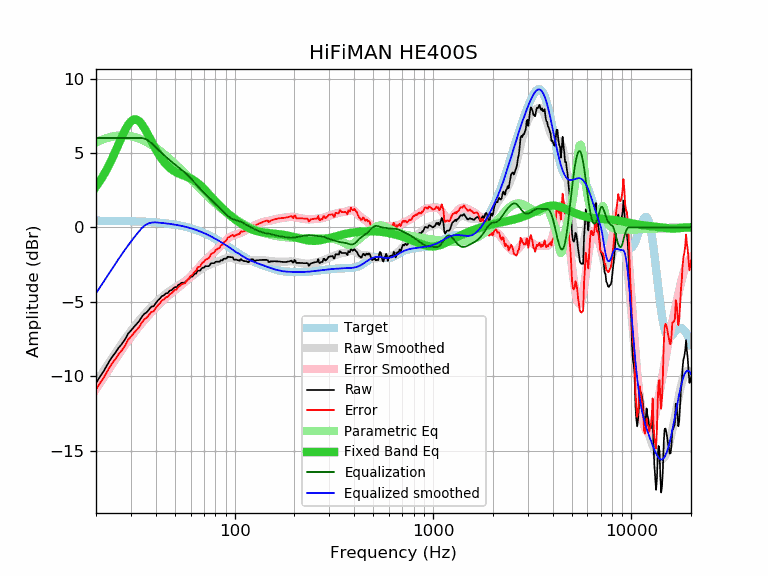 HiFiMAN HE400S
10
5
0
−5
−10
−15
Amplitude (dBr)
Target
Raw Smoothed
Error Smoothed
Raw
Error
Parametric Eq
Fixed Band Eq
Equalization
Equalized smoothed
100
1000
10000
Frequency (Hz)